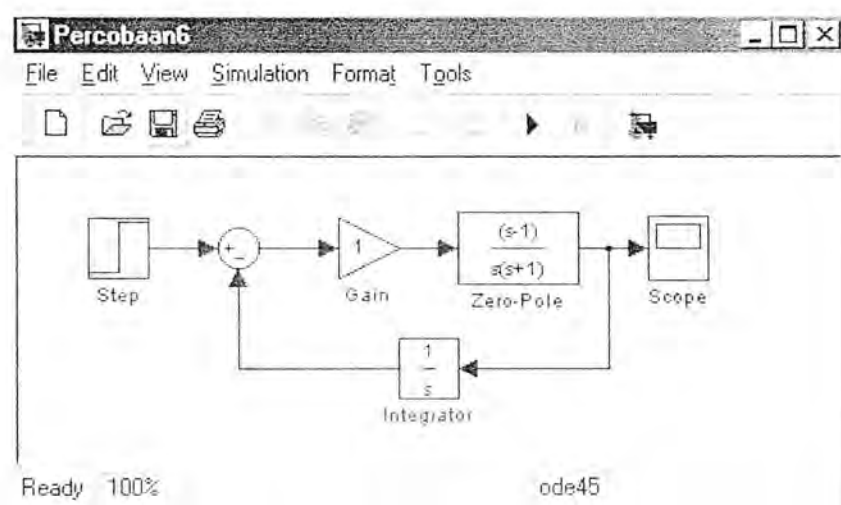 Percobaan6
File Edit View Simulation Format Tools
+
-
1
(s-1)
s(s+1)
Step
Gain
Zero-Pole
Scope
1
s
Integrator
Ready 100% ode45